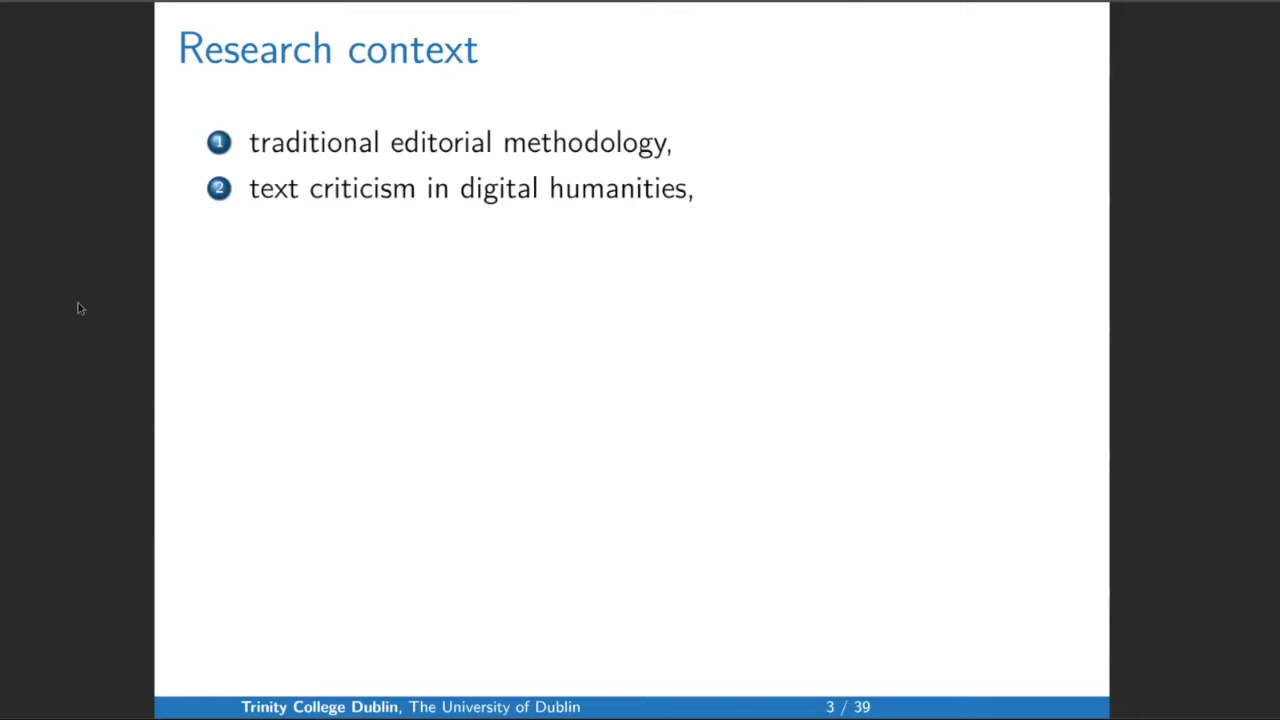 Research context
1 traditional editorial methodology,
2 text criticism in digital humanities,
Trinity College Dublin, The University of Dublin 3 / 39